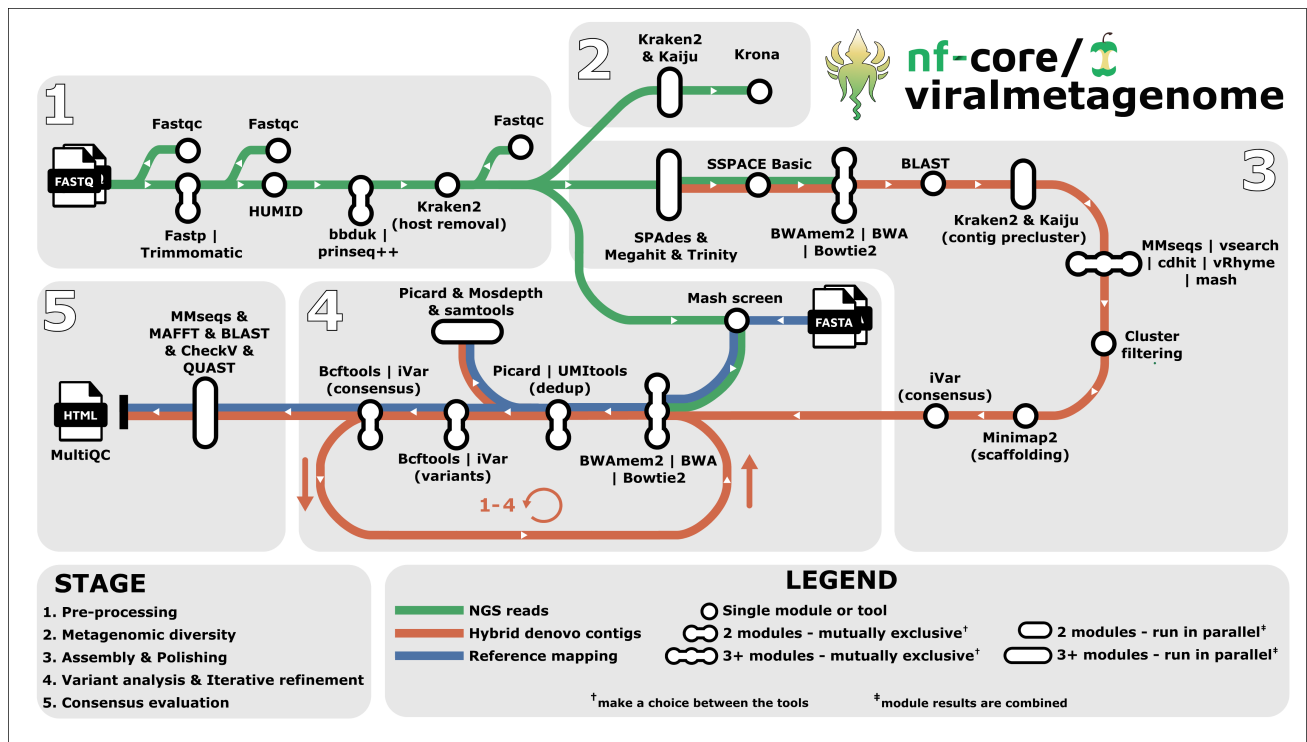 nf-core/
viralmetagenome
1
FASTQ
Fastqc
Fastqc
Fastqc
Fastp |
Trimmomatic
HUMID
bbduk |
prinseq++
Kraken2
(host removal)
2
Kraken2
& Kaiju
Krona
3
SPAdes &
Megahit & Trinity
SSPACE Basic
BWAmem2 | BWA
| Bowtie2
BLAST
Kraken2 & Kaiju
(contig precluster)
MMseqs | vsearch
| cdhit | vRhyme
| mash
Cluster
filtering
Minimap2
(scaffolding)
iVar
(consensus)
4
Picard & Mosdepth
& samtools
Mash screen
FASTA
Bcftools | iVar
(consensus)
Picard | UMItools
(dedup)
Bcftools | iVar
(variants)
BWAmem2 | BWA
| Bowtie2
1-4
5
MMseqs &
MAFFT & BLAST
& CheckV &
QUAST
HTML
MultiQC
STAGE
1. Pre-processing
2. Metagenomic diversity
3. Assembly & Polishing
4. Variant analysis & Iterative refinement
5. Consensus evaluation
LEGEND
NGS reads
Hybrid denovo contigs
Reference mapping
Single module or tool
2 modules - mutually exclusive†
3+ modules - mutually exclusive†
2 modules - run in parallel‡
3+ modules - run in parallel‡
†make a choice between the tools
‡module results are combined